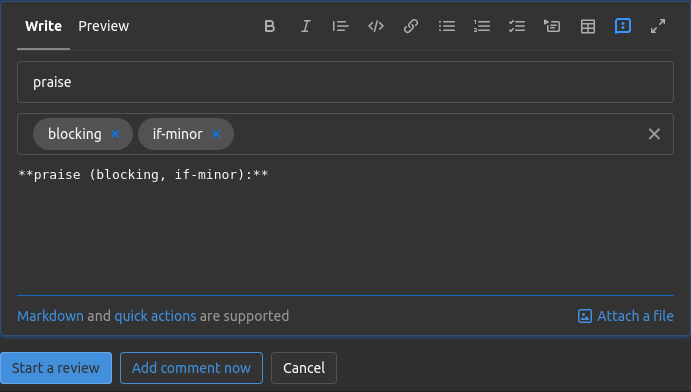 Write Preview
praise
blocking × if-minor ×
**praise (blocking, if-minor):**
Markdown and quick actions are supported Attach a file
Start a review Add comment now Cancel